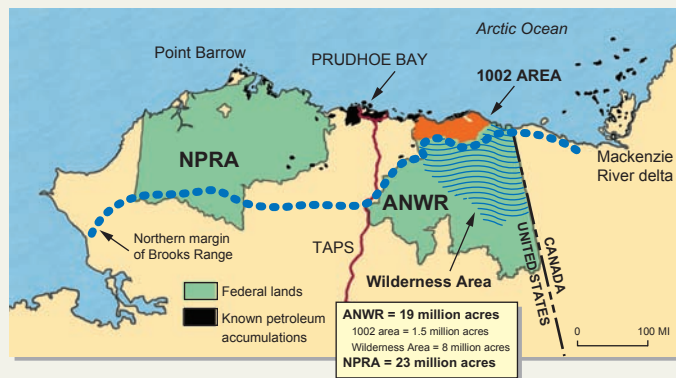 Arctic Ocean
Point Barrow
PRUDHOE BAY
1002 AREA
NPRA
Mackenzie
River delta
ANWR
Northern margin
of Brooks Range
TAPS
Wilderness Area
CANADA
UNITED STATES
Federal lands
Known petroleum
accumulations
ANWR = 19 million acres
1002 area = 1.5 million acres
Wilderness Area = 8 million acres
NPRA = 23 million acres
0 100 MI